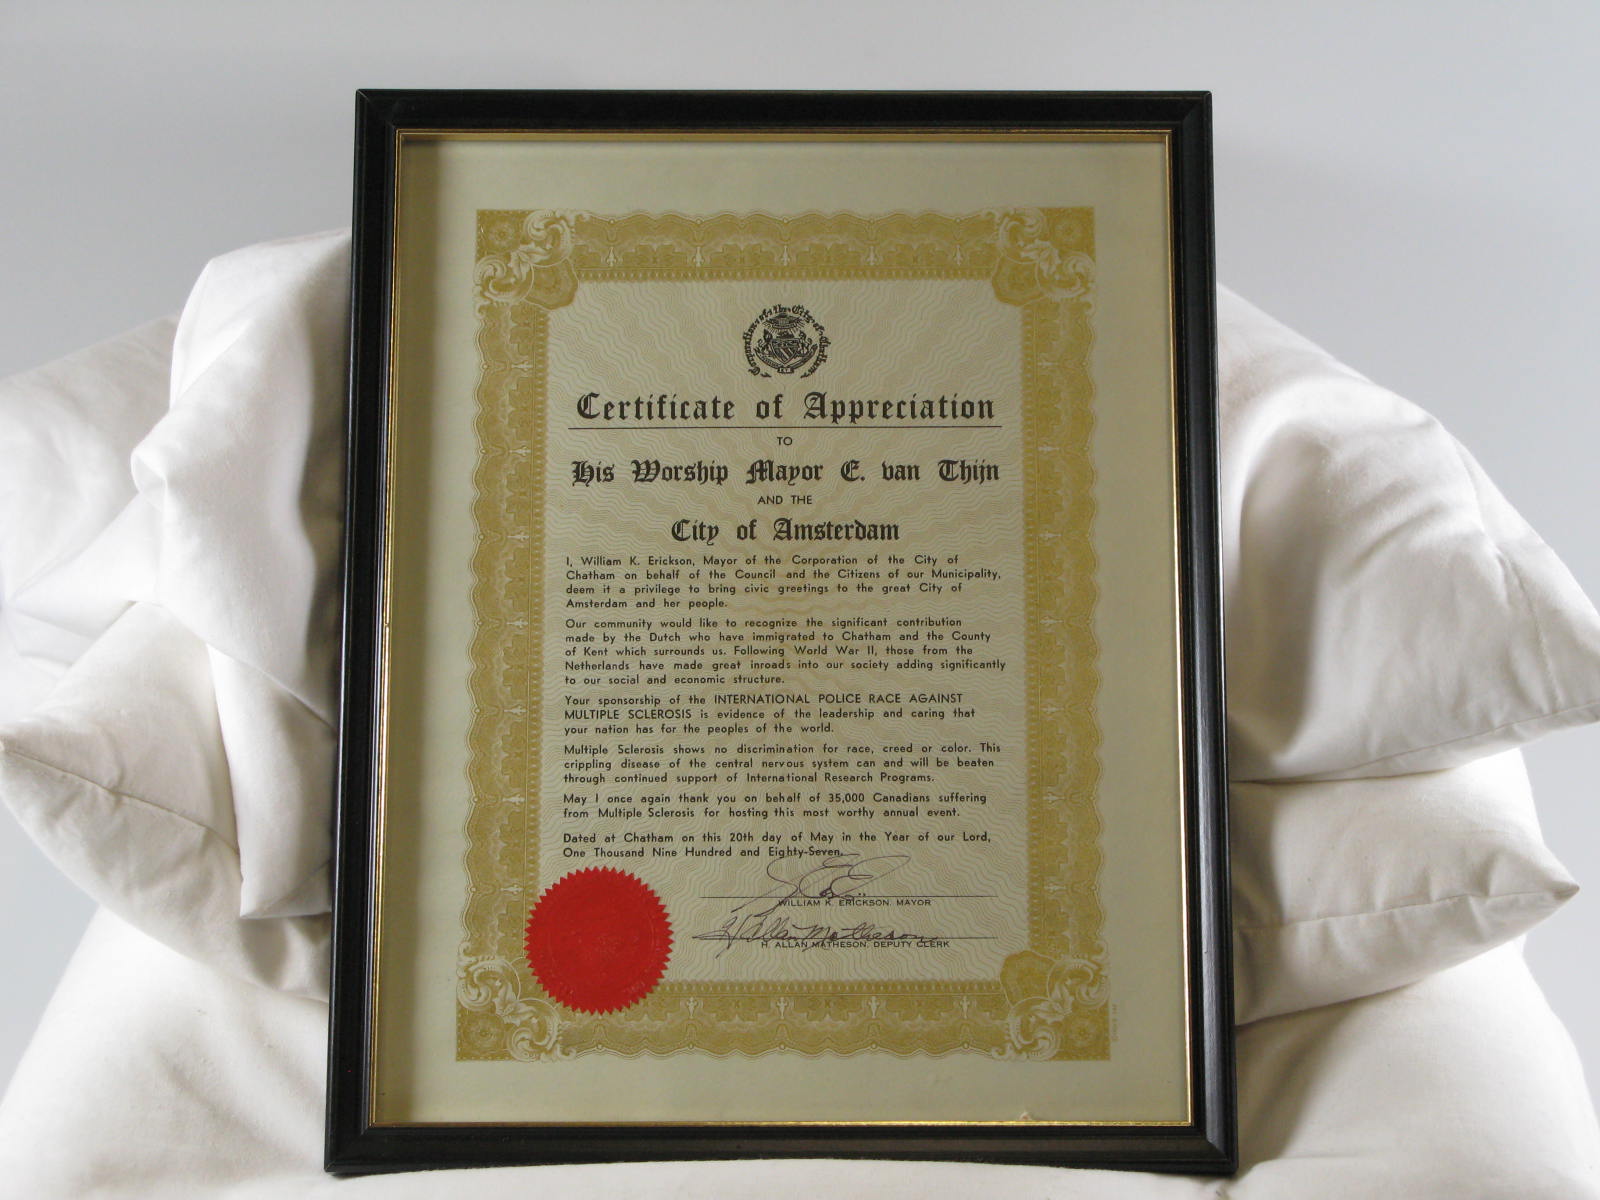 Corporation of the City of Chatham
Certificate of Appreciation
TO
His Worship Mayor E. van Thijn
AND THE
City of Amsterdam
I, William K. Erickson, Mayor of the Corporation of the City of
Chatham on behalf of the Council and the Citizens of our Municipality,
deem it a privilege to bring civic greetings to the great City of
Amsterdam and her people.
Our community would like to recognize the significant contribution
made by the Dutch who have immigrated to Chatham and the County
of Kent which surrounds us. Following World War II, those from the
Netherlands have made great inroads into our society adding significantly
to our social and economic structure.
Your sponsorship of the INTERNATIONAL POLICE RACE AGAINST
MULTIPLE SCLEROSIS is evidence of the leadership and caring that
your nation has for the peoples of the world.
Multiple Sclerosis shows no discrimination for race, creed or color. This
crippling disease of the central nervous system can and will be beaten
through continued support of International Research Programs.
May I once again thank you on behalf of 35,000 Canadians suffering
from Multiple Sclerosis for hosting this most worthy annual event.
Dated at Chatham on this 20th day of May in the Year of our Lord,
One Thousand Nine Hundred and Eighty-Seven.
WILLIAM K. ERICKSON. MAYOR
H Allan Matheson
H. ALLAN MATHESON. DEPUTY CLERK